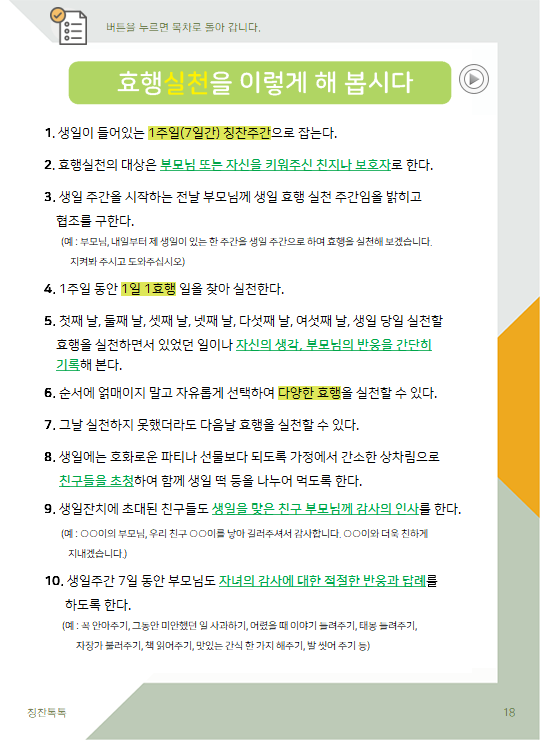 버튼을 누르면 목차로 돌아 갑니다.
효행실천을 이렇게 해 봅시다
1. 생일이 들어있는 1주일(7일간) 칭찬주간으로 잡는다.
2. 효행실천의 대상은 부모님 또는 자신을 키워주신 친지나 보호자로 한다.
3. 생일 주간을 시작하는 전날 부모님께 생일 효행 실천 주간임을 밝히고
협조를 구한다.
(예 : 부모님, 내일부터 제 생일이 있는 한 주간을 생일 주간으로 하며 효행을 실천해 보겠습니다.
지켜봐 주시고 도와주십시오)
4. 1주일 동안 1일 1효행 일을 찾아 실천한다.
5. 첫째 날, 둘째 날, 셋째 날, 넷째 날, 다섯째 날, 여섯째 날, 생일 당일 실천할
효행을 실천하면서 있었던 일이나 자신의 생각, 부모님의 반응을 간단히
기록해 본다.
6. 순서에 얽매이지 말고 자유롭게 선택하여 다양한 효행을 실천할 수 있다.
7. 그날 실천하지 못했더라도 다음날 효행을 실천할 수 있다.
8. 생일에는 호화로운 파티나 선물보다 되도록 가정에서 간소한 상차림으로
친구들을 초청하여 함께 생일 떡 등을 나누어 먹도록 한다.
9. 생일잔치에 초대된 친구들도 생일을 맞은 친구 부모님께 감사의 인사를 한다.
(예 : ○○이의 부모님, 우리 친구 ○○이를 낳아 길러주셔서 감사합니다. ○○이와 더욱 친하게
지내겠습니다.)
10. 생일주간 7일 동안 부모님도 자녀의 감사에 대한 적절한 반응과 답례를
하도록 한다.
(예 : 꼭 안아주기, 그동안 미안했던 일 사과하기, 어렸을 때 이야기 들려주기, 태몽 들려주기,
자장가 불러주기, 책 읽어주기, 맛있는 간식 한 가지 해주기, 발 씻어 주기 등)
칭찬톡톡
18